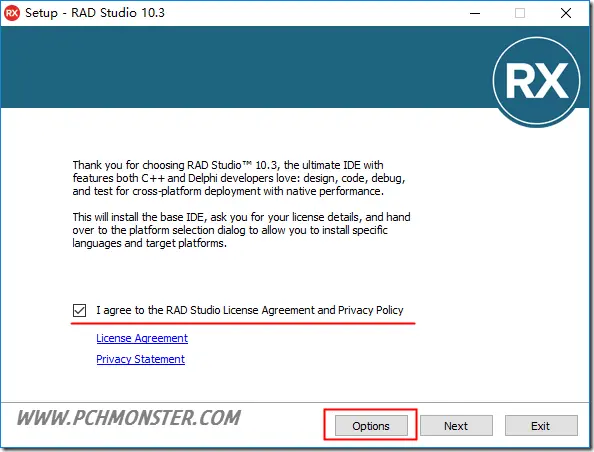 RX Setup - RAD Studio 10.3
RX
Thank you for choosing RAD Studio™ 10.3, the ultimate IDE with
features both C++ and Delphi developers love: design, code, debug,
and test for cross-platform deployment with native performance.
This will install the base IDE, ask you for your license details, and hand
over to the platform selection dialog to allow you to install specific
languages and target platforms.
I agree to the RAD Studio License Agreement and Privacy Policy
License Agreement
Privacy Statement
WWW.PCHMONSTER.COM
Options Next Exit